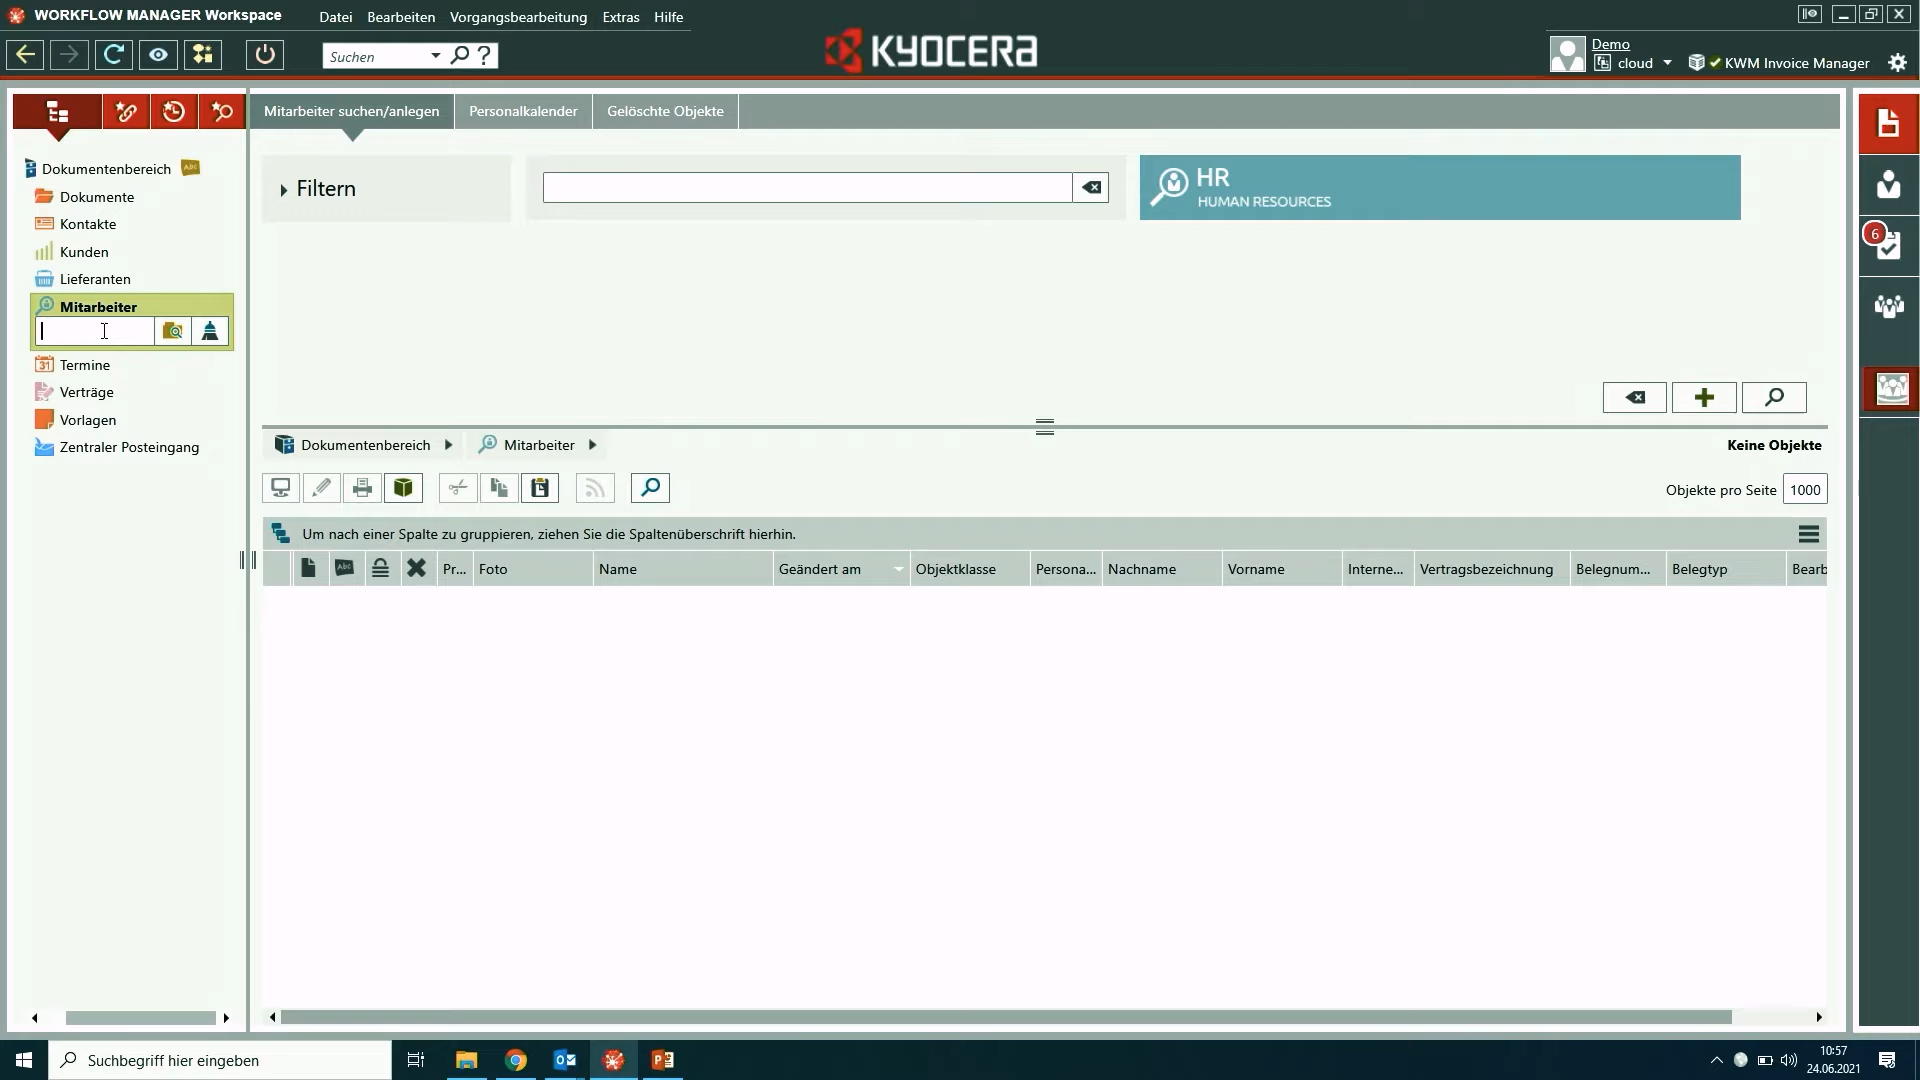 WORKFLOW MANAGER Workspace
Datei Bearbeiten Vorgangsbearbeitung Extras Hilfe
Suchen
?
KYOCERA
Demo
cloud
KWM Invoice Manager
Mitarbeiter suchen/anlegen Personalkalender Gelöschte Objekte
Dokumentenbereich Abc
Dokumente
Kontakte
Kunden
Lieferanten
Mitarbeiter
31 Termine
Verträge
Vorlagen
Zentraler Posteingang
Filtern
HR
HUMAN RESOURCES
6
Dokumentenbereich Mitarbeiter Keine Objekte
Objekte pro Seite 1000
Um nach einer Spalte zu gruppieren, ziehen Sie die Spaltenüberschrift hierhin.
Abc Pr... Foto Name Geändert am Objektklasse Persona... Nachname Vorname Interne... Vertragsbezeichnung Belegnum... Belegtyp Bearb
Suchbegriff hier eingeben
10:57
24.06.2021